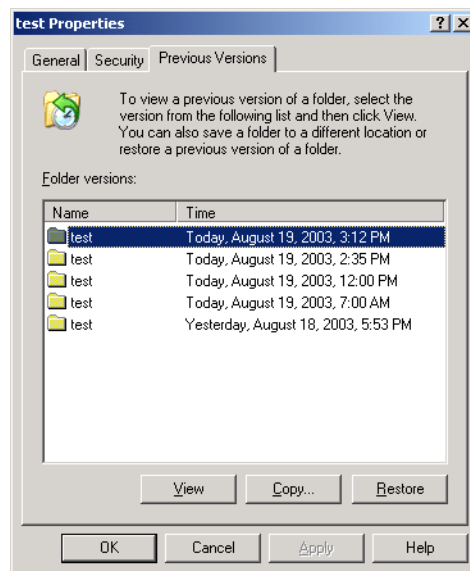 test Properties
General Security Previous Versions
To view a previous version of a folder, select the
version from the following list and then click View.
You can also save a folder to a different location or
restore a previous version of a folder.
Folder versions:
Name Time
test Today, August 19, 2003, 3:12 PM
test Today, August 19, 2003, 2:35 PM
test Today, August 19, 2003, 12:00 PM
test Today, August 19, 2003, 7:00 AM
test Yesterday, August 18, 2003, 5:53 PM
View Copy... Restore
OK Cancel Apply Help